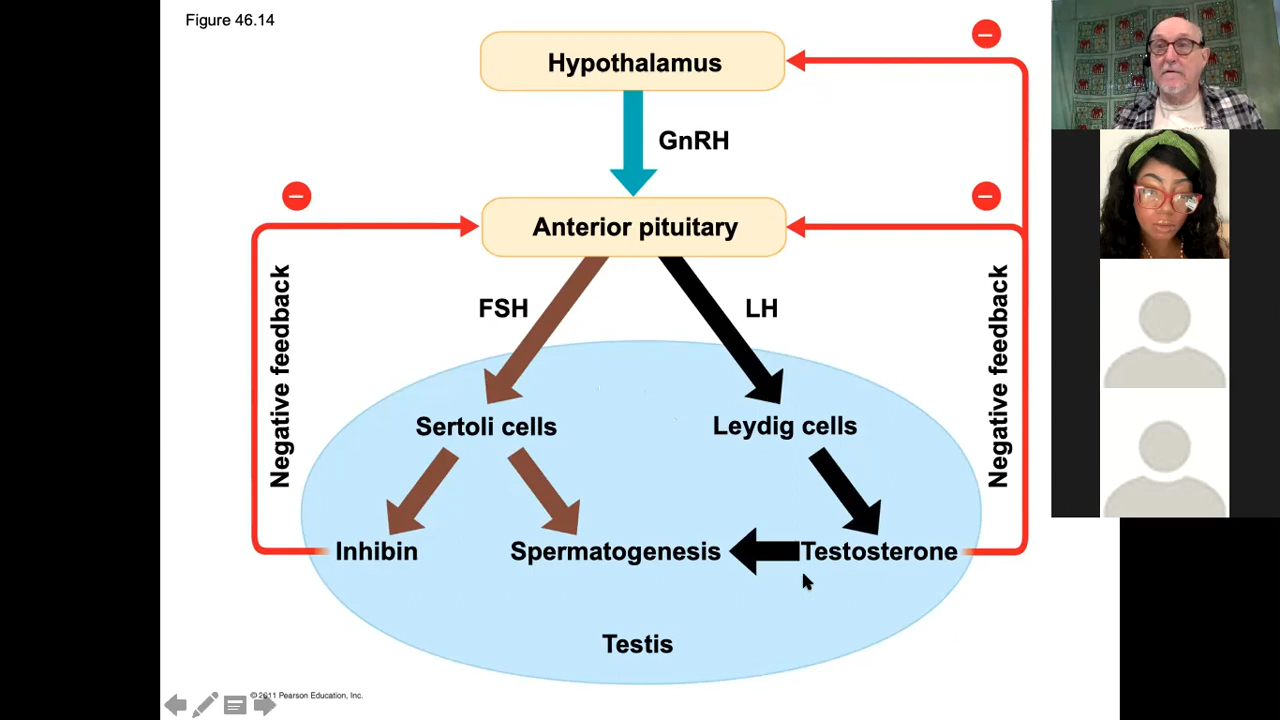 Figure 46.14
Hypothalamus
GnRH
Anterior pituitary
FSH
LH
Negative feedback
Negative feedback
Sertoli cells
Leydig cells
Inhibin
Spermatogenesis
Testosterone
Testis
© 2011 Pearson Education, Inc.